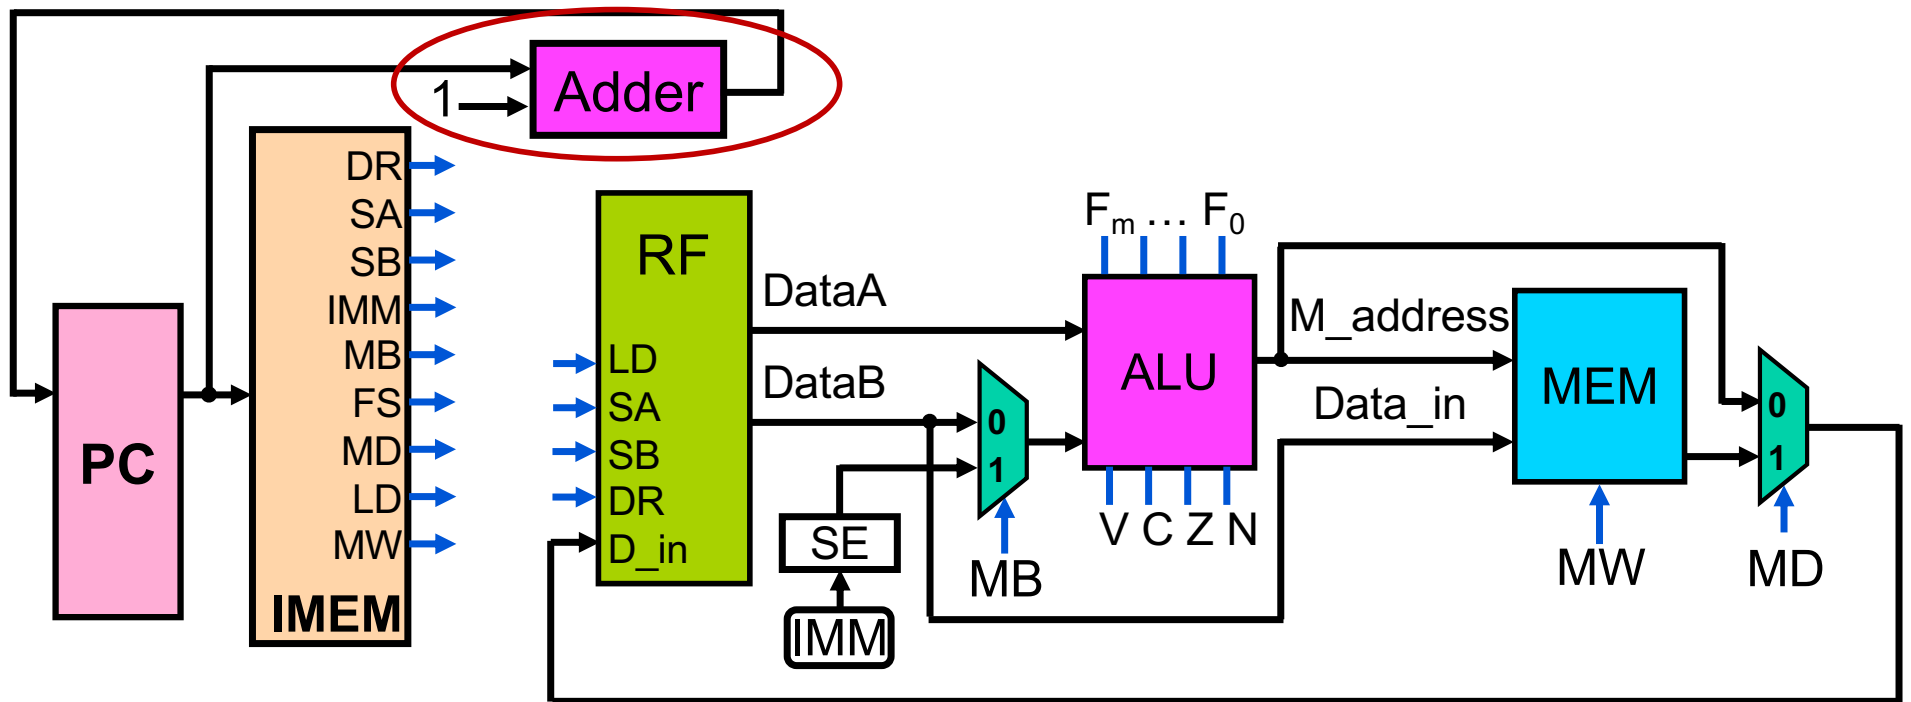 Adder
1
DR
SA
SB
IMM
MB
FS
MD
LD
MW
IMEM
PC
RF
LD
SA
SB
DR
D_in
DataA
DataB
SE
IMM
0
1
MB
Fm ... F0
ALU
V C Z N
M_address
Data_in
MEM
MW
0
1
MD